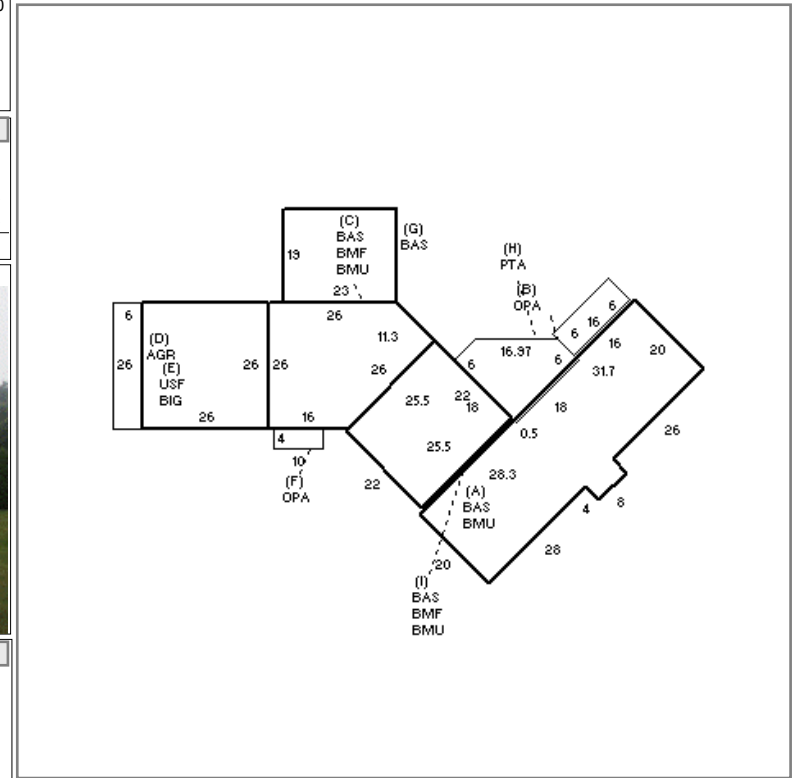 0
(C)
BAS
BMF
BMU
(G)
BAS
19
23
(H)
PTA
(B)
OPA
6
26
(D)
AGR
(E)
USF
BIG
26
26
26
26
11.3
26
16
4
10
(F)
OPA
25.5
25.5
22
22
18
6
16.97
6
6
16
6
16
20
31.7
18
0.5
26
28.3
(A)
BAS
BMU
8
4
28
20
(I)
BAS
BMF
BMU